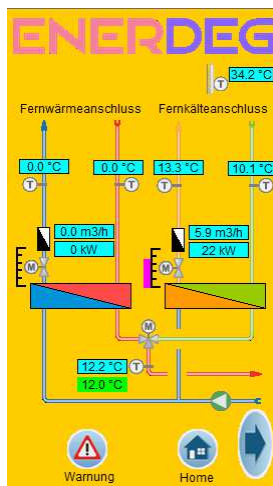 ENERDEG
34.2 °C
Fernwärmeanschluss Fernkälteanschluss
0.0 °C 0.0 °C 13.3 °C 10.1 °C
T T T T
0.0 m3/h 5.9 m3/h
0 kW 22 kW
M M
M
12.2 °C T
12.0 °C
Warnung Home